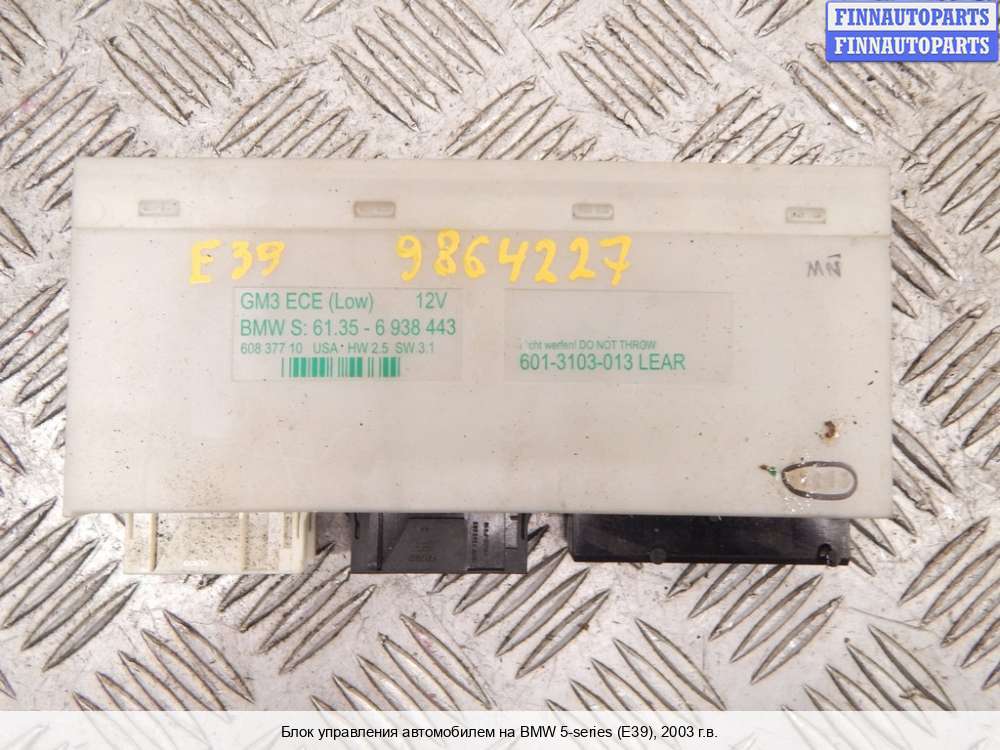 FINNAUTOPARTS
FINNAUTOPARTS
E39 9864227
GM3 ECE (Low) 12V
BMW S: 61.35 - 6 938 443
608 377 10 USA HW 2.5 SW 3.1
cht werfen! DO NOT THROW
601-3103-013 LEAR
Блок управления автомобилем на BMW 5-series (E39), 2003 г.в.